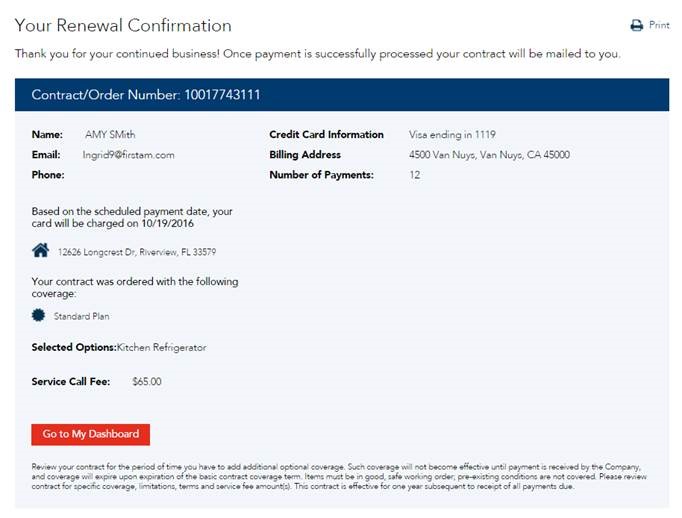 Your Renewal Confirmation
Print
Thank you for your continued business! Once payment is successfully processed your contract will be mailed to you.
Contract/Order Number: 10017743111
Name: AMY SMith
Credit Card Information Visa ending in 1119
Email: Ingrid9@firstam.com
Billing Address 4500 Van Nuys, Van Nuys, CA 45000
Phone:
Number of Payments: 12
Based on the scheduled payment date, your
card will be charged on 10/19/2016
12626 Longcrest Dr, Riverview, FL 33579
Your contract was ordered with the following
coverage:
Standard Plan
Selected Options:Kitchen Refrigerator
Service Call Fee: $65.00
Go to My Dashboard
Review your contract for the period of time you have to add additional optional coverage. Such coverage will not become effective until payment is received by the Company,
and coverage will expire upon expiration of the basic contract coverage term. Items must be in good, safe working order; pre-existing conditions are not covered. Please review
contract for specific coverage, limitations, terms and service fee amount(s). This contract is effective for one year subsequent to receipt of all payments due.